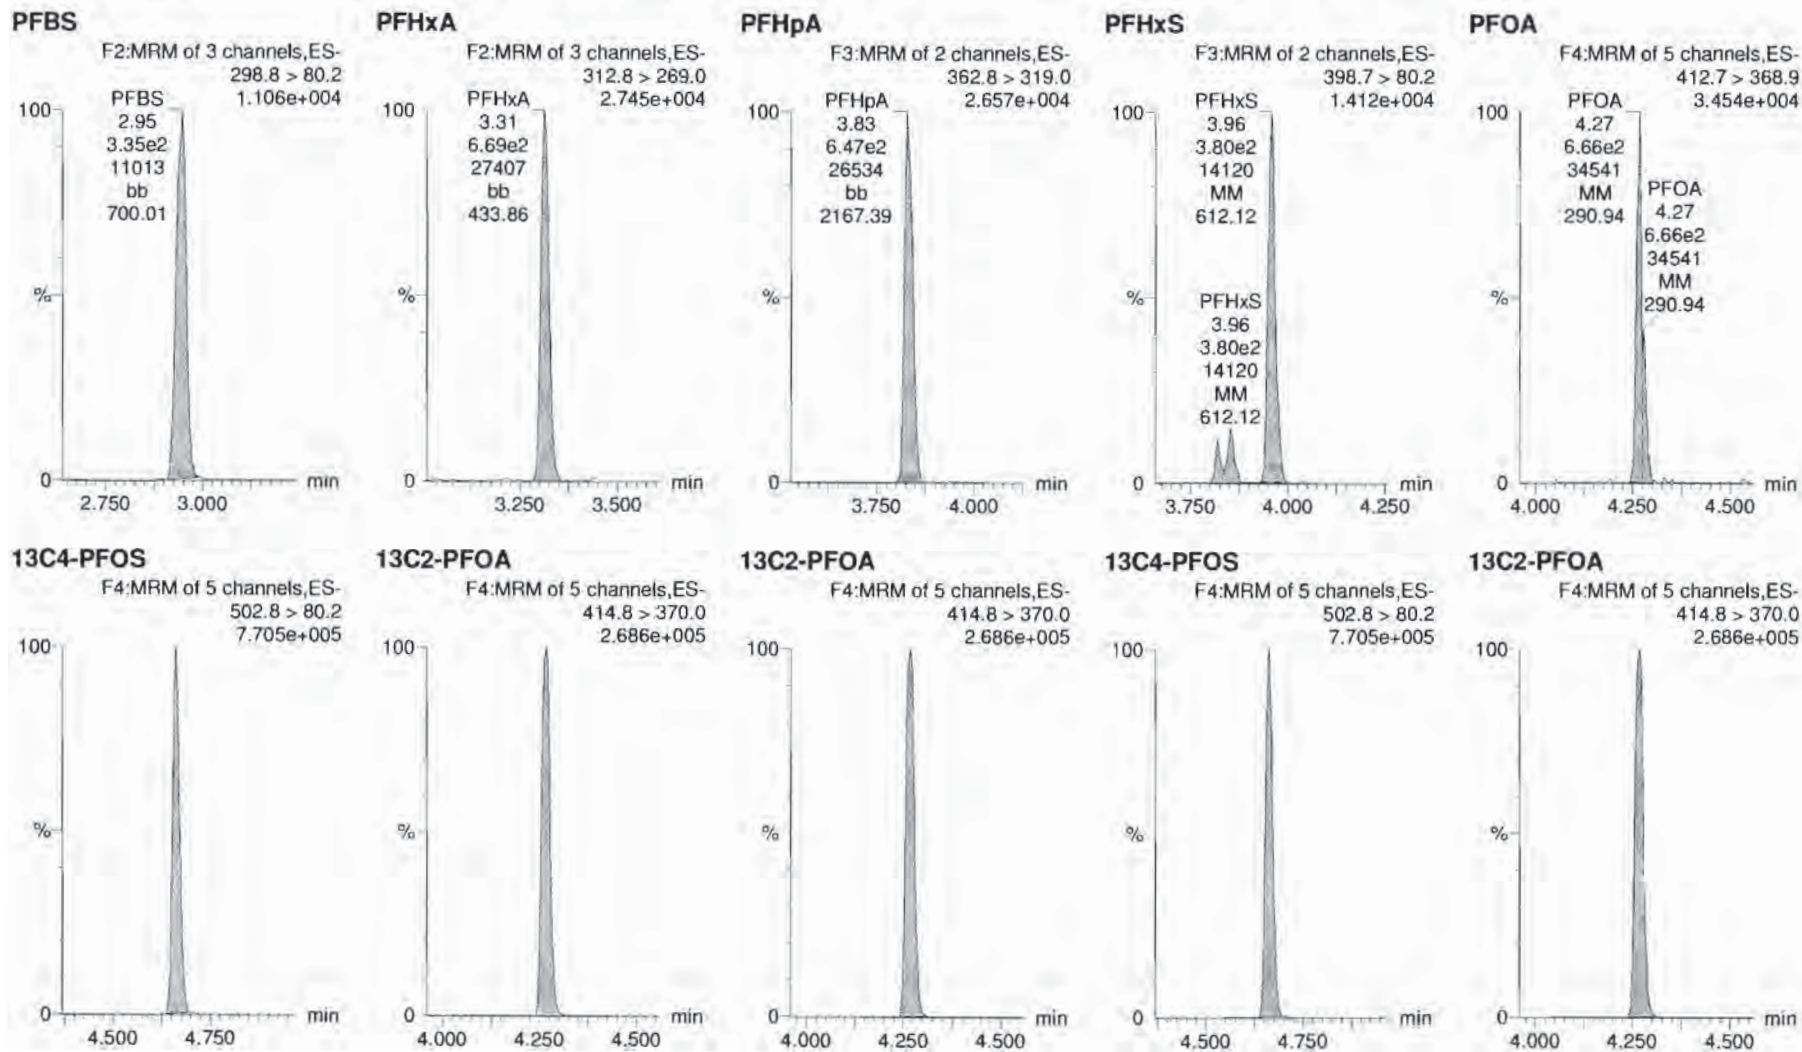 PFBS
F2:MRM of 3 channels,ES-
298.8 > 80.2
1.106e+004
100
PFBS
2.95
3.35e2
11013
bb
700.01
%
0
min
2.750 3.000
PFHxA
F2:MRM of 3 channels,ES-
312.8 > 269.0
2.745e+004
100
PFHxA
3.31
6.69e2
27407
bb
433.86
%
0
min
3.250 3.500
PFHpA
F3:MRM of 2 channels,ES-
362.8 > 319.0
2.657e+004
100
PFHpA
3.83
6.47e2
26534
bb
2167.39
%
0
min
3.750 4.000
PFHxS
F3:MRM of 2 channels,ES-
398.7 > 80.2
1.412e+004
100
PFHxS
3.96
3.80e2
14120
MM
612.12
%
PFHxS
3.96
3.80e2
14120
MM
612.12
0
min
3.750 4.000 4.250
PFOA
F4:MRM of 5 channels,ES-
412.7 > 368.9
3.454e+004
100
PFOA
4.27
6.66e2
34541
MM
290.94
PFOA
4.27
6.66e2
34541
MM
290.94
%
0
min
4.000 4.250 4.500
13C4-PFOS
F4:MRM of 5 channels,ES-
502.8 > 80.2
7.705e+005
100
%
0
min
4.500 4.750
13C2-PFOA
F4:MRM of 5 channels,ES-
414.8 > 370.0
2.686e+005
100
%
0
min
4.000 4.250 4.500
13C2-PFOA
F4:MRM of 5 channels,ES-
414.8 > 370.0
2.686e+005
100
%
0
min
4.000 4.250 4.500
13C4-PFOS
F4:MRM of 5 channels,ES-
502.8 > 80.2
7.705e+005
100
%
0
min
4.500 4.750
13C2-PFOA
F4:MRM of 5 channels,ES-
414.8 > 370.0
2.686e+005
100
%
0
min
4.000 4.250 4.500